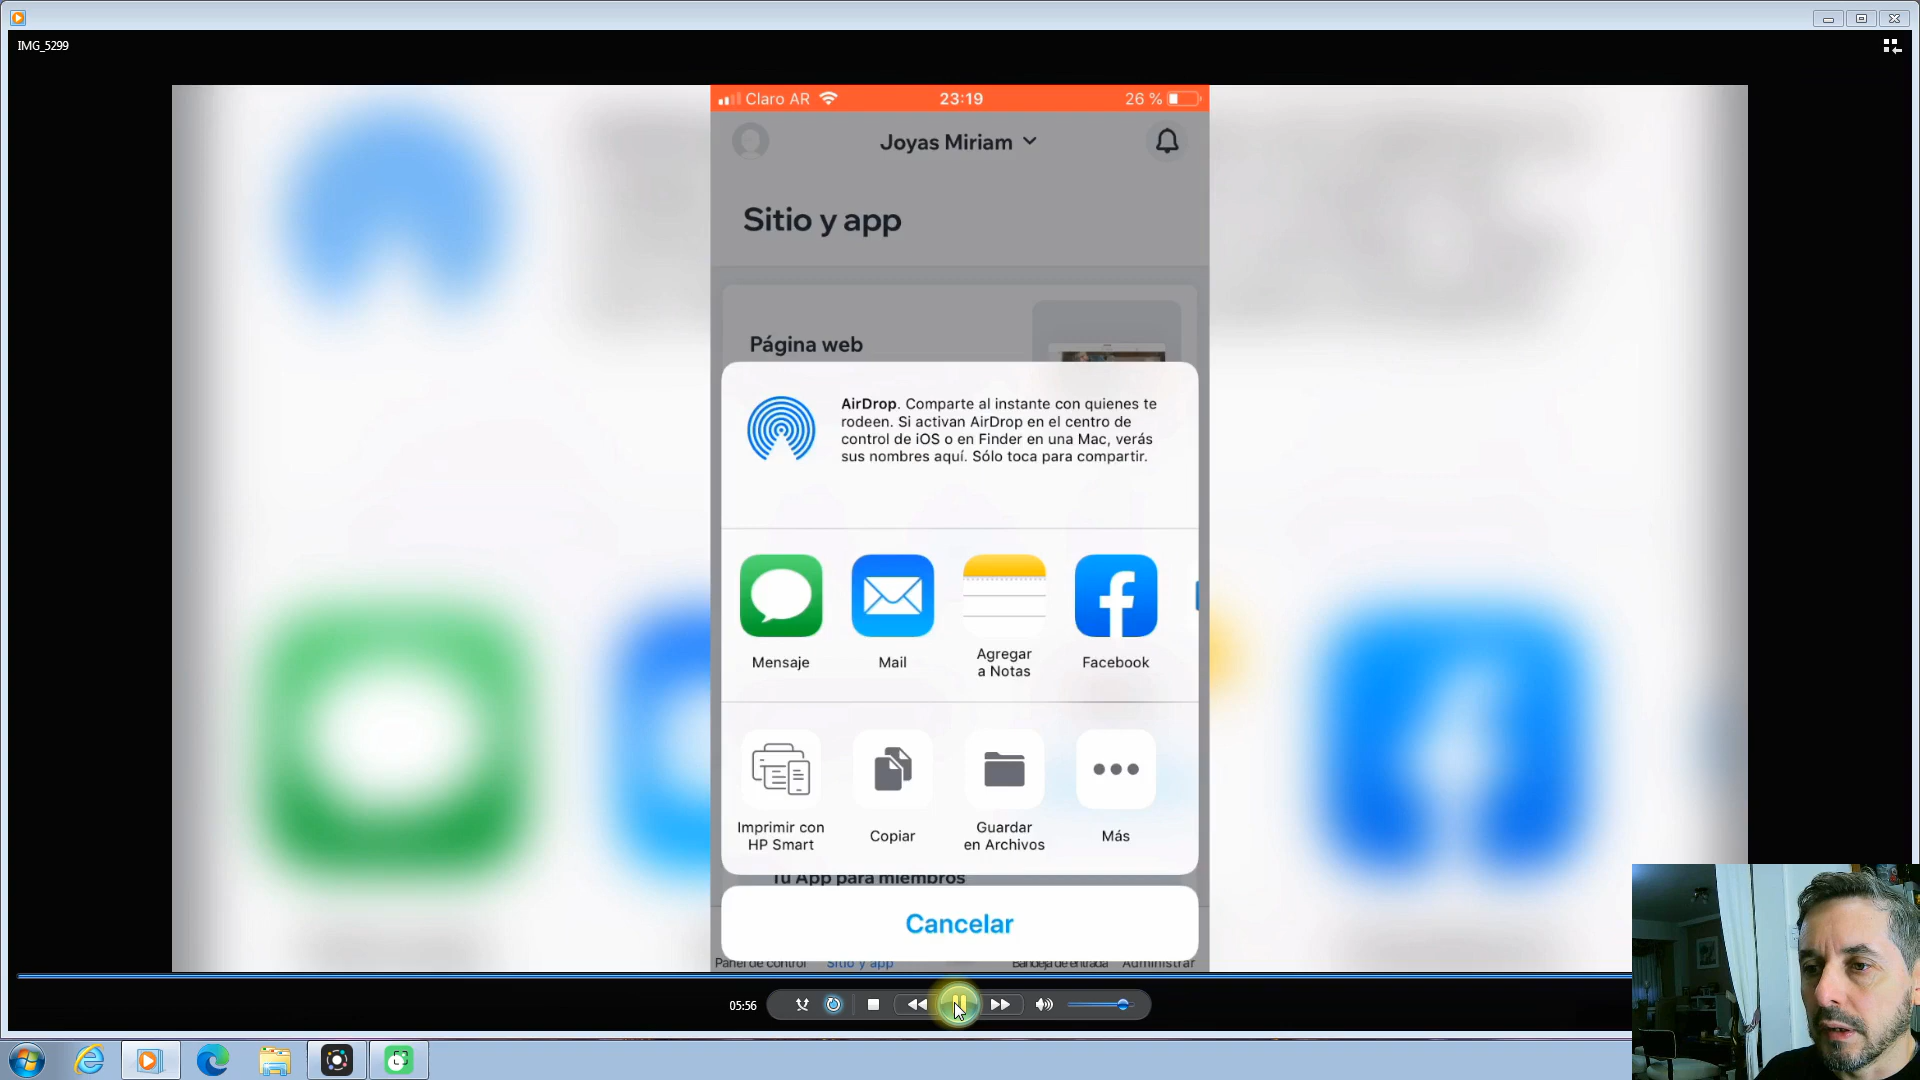 IMG_5299
Claro AR
23:19
26 %
Joyas Miriam
Sitio y app
Página web
AirDrop. Comparte al instante con quienes te
rodeen. Si activan AirDrop en el centro de
control de iOS o en Finder en una Mac, verás
sus nombres aquí. Sólo toca para compartir.
Mensaje
Mail
Agregar
a Notas
Facebook
Imprimir con
HP Smart
Copiar
Guardar
en Archivos
Más
Tu App para miembros
Cancelar
Panel de control
Sitio y app
Bandeja de entrada
Administrar
05:56